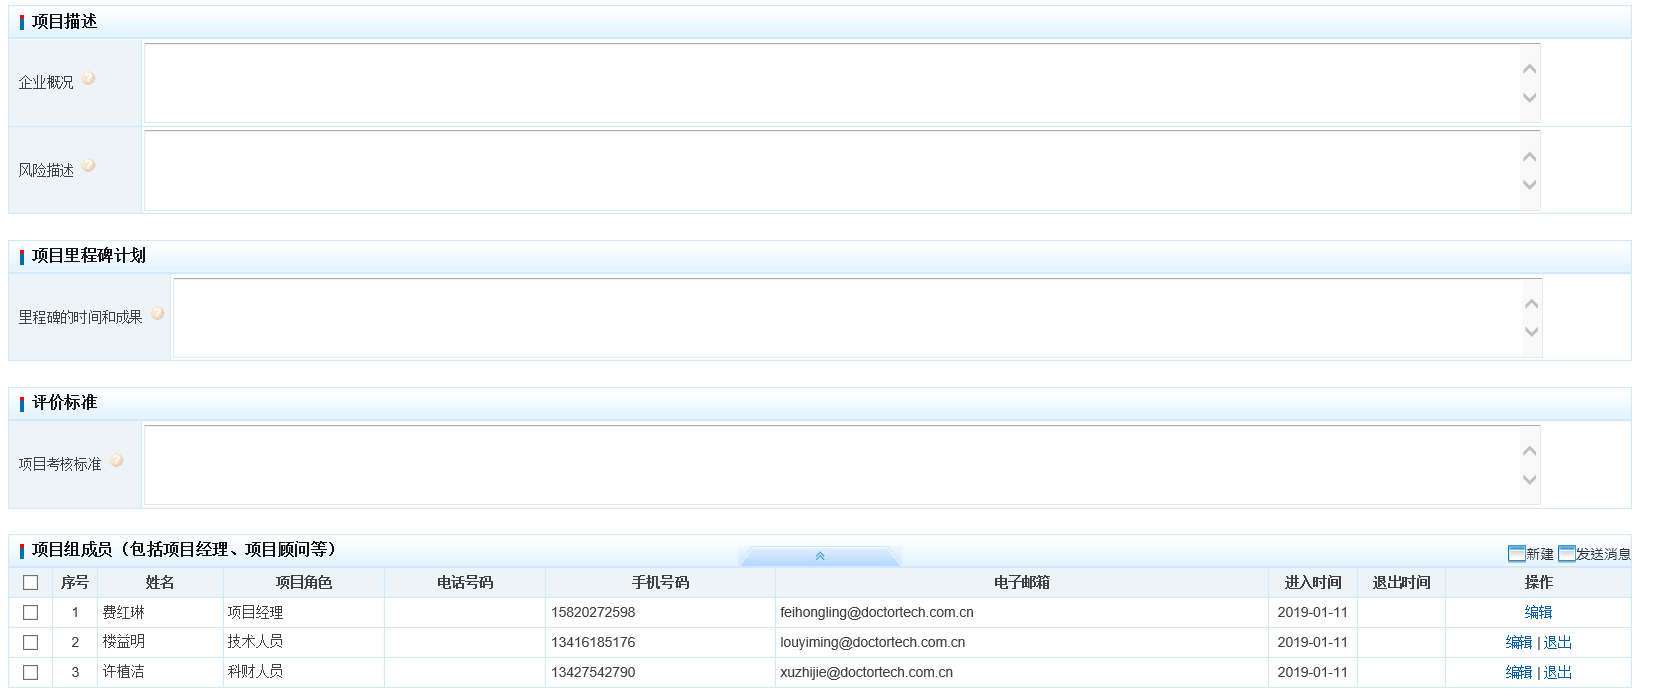 项目描述
企业概况
风险描述
项目里程碑计划
里程碑的时间和成果
评价标准
项目考核标准
项目组成员（包括项目经理、项目顾问等） 新建 发送消息
序号 姓名 项目角色 电话号码 手机号码 电子邮箱 进入时间 退出时间 操作
1 费红琳 项目经理 15820272598 feihongling@doctortech.com.cn 2019-01-11 编辑
2 楼益明 技术人员 13416185176 louyiming@doctortech.com.cn 2019-01-11 编辑 | 退出
3 许植洁 科财人员 13427542790 xuzhijie@doctortech.com.cn 2019-01-11 编辑 | 退出